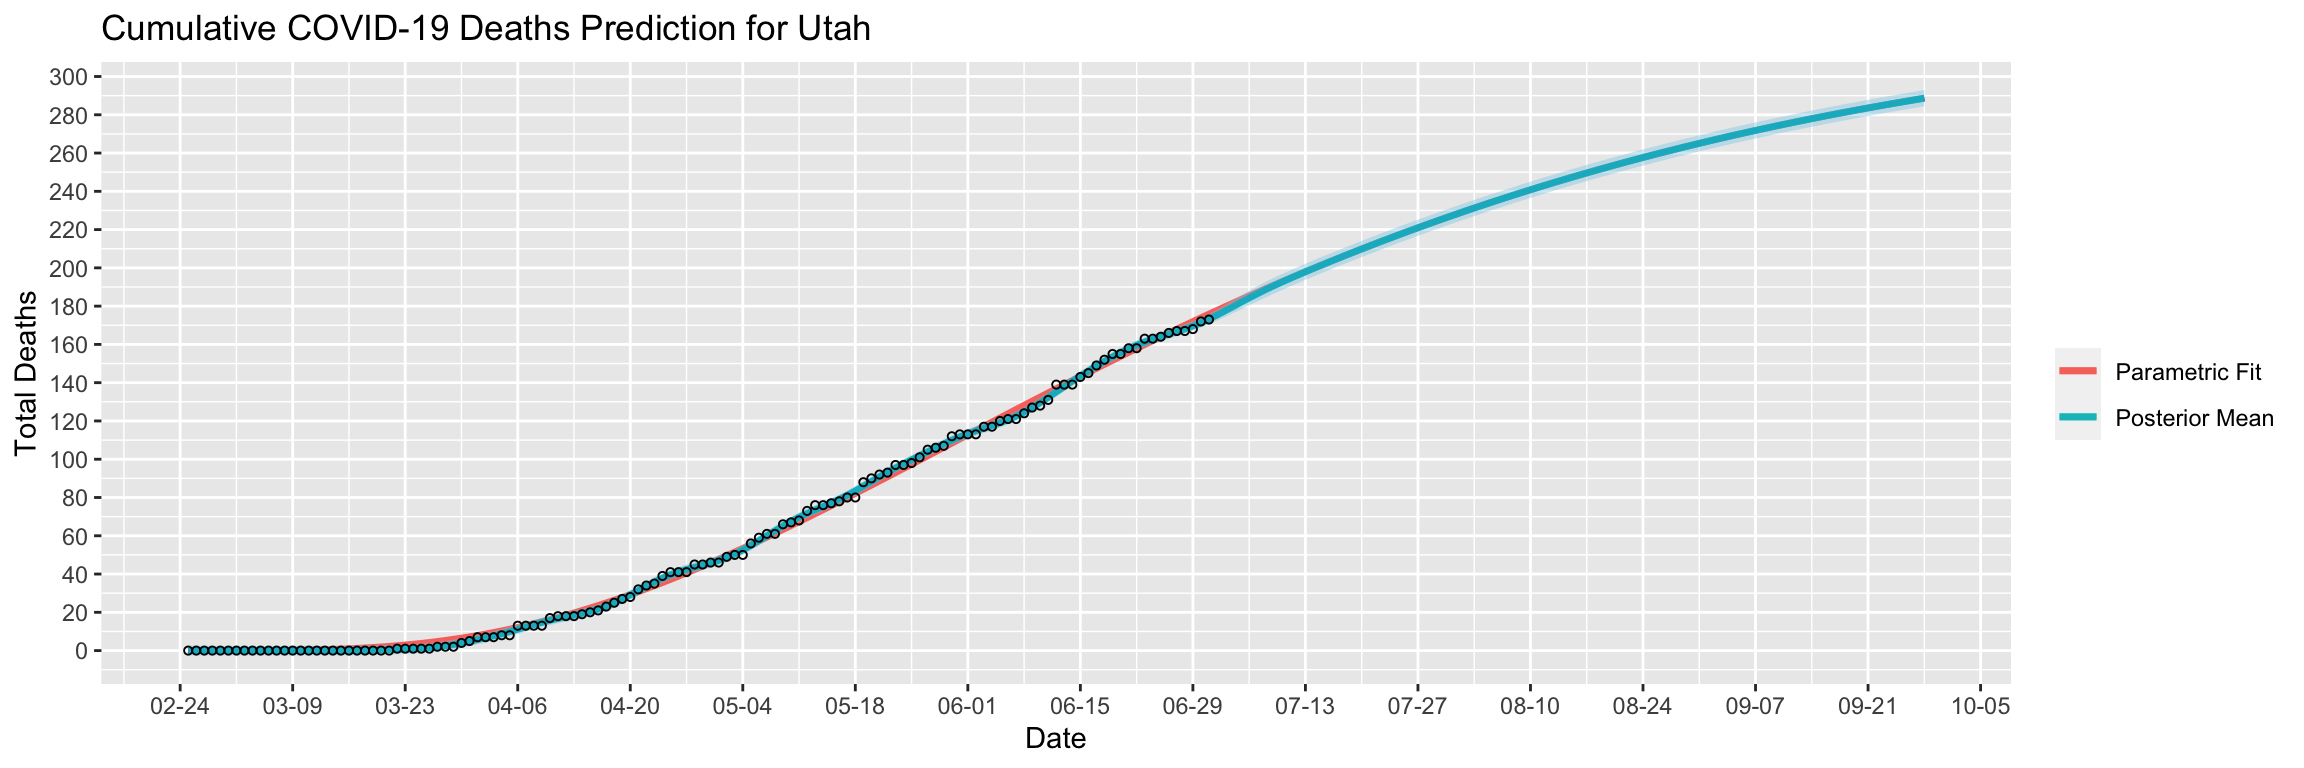 Cumulative COVID-19 Deaths Prediction for Utah
300
280
260
240
220
200
180
160
140
120
100
80
60
40
20
0
Total Deaths
02-24 03-09 03-23 04-06 04-20 05-04 05-18 06-01 06-15 06-29 07-13 07-27 08-10 08-24 09-07 09-21 10-05
Date
Parametric Fit
Posterior Mean